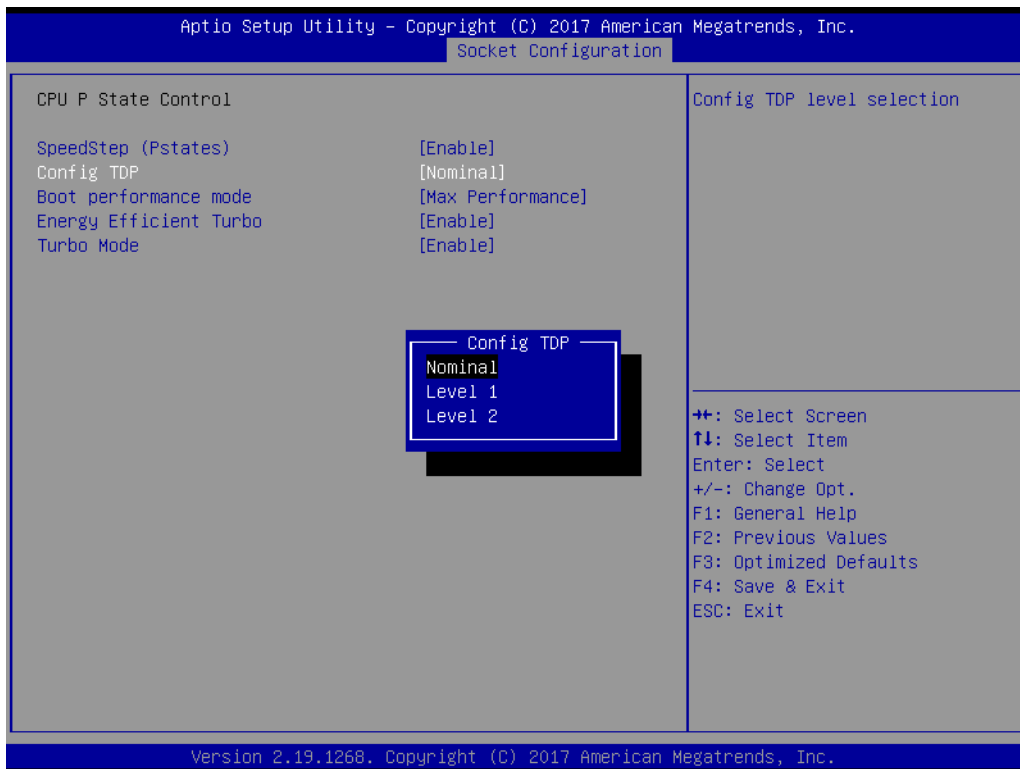 Aptio Setup Utility – Copyright (C) 2017 American Megatrends, Inc.
Socket Configuration
CPU P State Control
SpeedStep (Pstates) [Enable]
Config TDP [Nominal]
Boot performance mode [Max Performance]
Energy Efficient Turbo [Enable]
Turbo Mode [Enable]
Config TDP
Nominal
Level 1
Level 2
Config TDP level selection
→←: Select Screen
↑↓: Select Item
Enter: Select
+/-: Change Opt.
F1: General Help
F2: Previous Values
F3: Optimized Defaults
F4: Save & Exit
ESC: Exit
Version 2.19.1268. Copyright (C) 2017 American Megatrends, Inc.